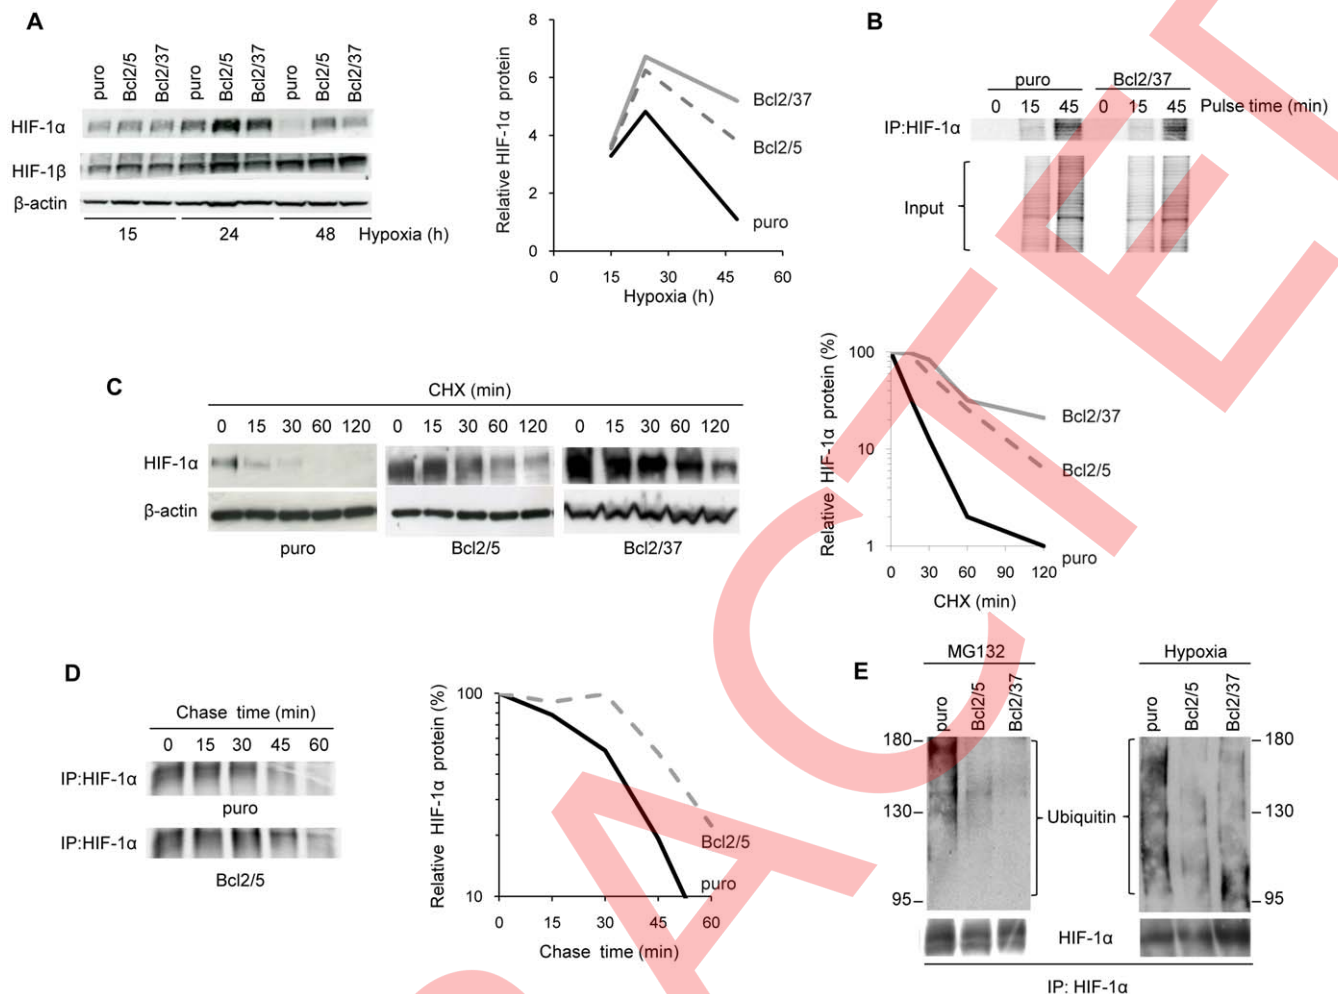 A
puro
Bcl2/5
Bcl2/37
puro
Bcl2/5
Bcl2/37
puro
Bcl2/5
Bcl2/37
HIF-1α
HIF-1β
β-actin
15 24 48 Hypoxia (h)
Relative HIF-1α protein
8
6
4
2
0
0 15 30 45 60
Hypoxia (h)
Bcl2/37
Bcl2/5
puro
B
puro Bcl2/37
0 15 45 0 15 45 Pulse time (min)
IP:HIF-1α
Input
C
CHX (min)
0 15 30 60 120 0 15 30 60 120 0 15 30 60 120
HIF-1α
β-actin
puro Bcl2/5 Bcl2/37
Relative HIF-1α protein (%)
100
10
1
0 30 60 90 120
CHX (min)
Bcl2/37
Bcl2/5
puro
D
Chase time (min)
0 15 30 45 60
IP:HIF-1α
puro
IP:HIF-1α
Bcl2/5
Relative HIF-1α protein (%)
100
10
0 15 30 45 60
Chase time (min)
Bcl2/5
puro
E
MG132 Hypoxia
puro
Bcl2/5
Bcl2/37
puro
Bcl2/5
Bcl2/37
180 180
130 Ubiquitin 130
95 95
HIF-1α
IP: HIF-1α